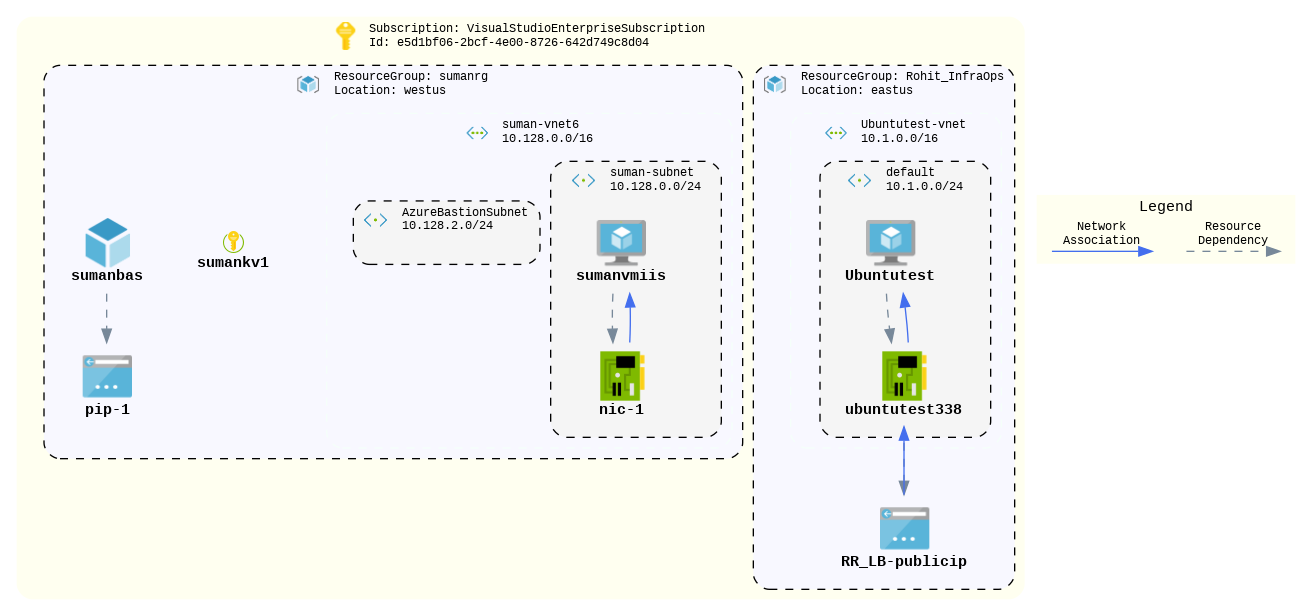 Subscription: VisualStudioEnterpriseSubscription
Id: e5d1bf06-2bcf-4e00-8726-642d749c8d04
ResourceGroup: sumanrg
Location: westus
suman-vnet6
10.128.0.0/16
suman-subnet
10.128.0.0/24
AzureBastionSubnet
10.128.2.0/24
sumanbas
sumankv1
sumanvmiis
pip-1
nic-1
ResourceGroup: Rohit_InfraOps
Location: eastus
Ubuntutest-vnet
10.1.0.0/16
default
10.1.0.0/24
Ubuntutest
ubuntutest338
RR_LB-publicip
Legend
Network
Association
Resource
Dependency